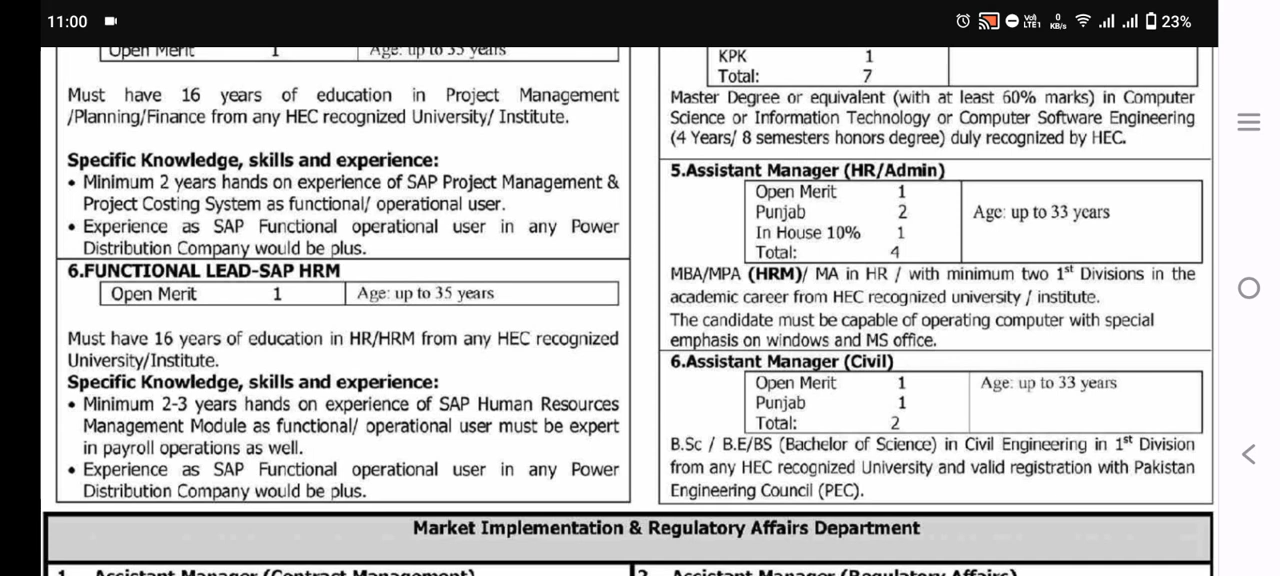 11:00
Vo) LTE1 0 KB/s 23%
Open Merit 1 Age: up to 35 years
Must have 16 years of education in Project Management
/Planning/Finance from any HEC recognized University/ Institute.
Specific Knowledge, skills and experience:
• Minimum 2 years hands on experience of SAP Project Management &
Project Costing System as functional/ operational user.
• Experience as SAP Functional operational user in any Power
Distribution Company would be plus.
6.FUNCTIONAL LEAD-SAP HRM
Open Merit 1 Age: up to 35 years
Must have 16 years of education in HR/HRM from any HEC recognized
University/Institute.
Specific Knowledge, skills and experience:
• Minimum 2-3 years hands on experience of SAP Human Resources
Management Module as functional/ operational user must be expert
in payroll operations as well.
• Experience as SAP Functional operational user in any Power
Distribution Company would be plus.
KPK 1
Total: 7
Master Degree or equivalent (with at least 60% marks) in Computer
Science or Information Technology or Computer Software Engineering
(4 Years/ 8 semesters honors degree) duly recognized by HEC.
5.Assistant Manager (HR/Admin)
Open Merit 1
Punjab 2 Age: up to 33 years
In House 10% 1
Total: 4
MBA/MPA (HRM)/ MA in HR / with minimum two 1st Divisions in the
academic career from HEC recognized university / institute.
The candidate must be capable of operating computer with special
emphasis on windows and MS office.
6.Assistant Manager (Civil)
Open Merit 1 Age: up to 33 years
Punjab 1
Total: 2
B.Sc / B.E/BS (Bachelor of Science) in Civil Engineering in 1st Division
from any HEC recognized University and valid registration with Pakistan
Engineering Council (PEC).
Market Implementation & Regulatory Affairs Department
1. Assistant Manager (Contract Management)
2. Assistant Manager (Regulatory Affairs)